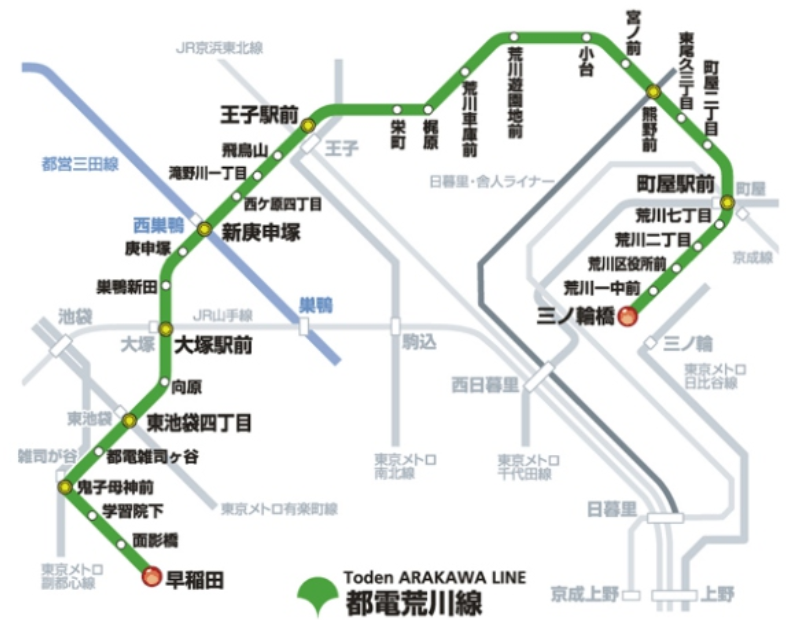 JR京浜東北線
王子駅前
王子
栄町
梶原
荒川車庫前
荒川遊園地前
小台
宮ノ前
熊野前
東尾久三丁目
町屋二丁目
飛鳥山
滝野川一丁目
西ケ原四丁目
都営三田線
西巣鴨
新庚申塚
庚申塚
巣鴨新田
日暮里・舎人ライナー
町屋駅前
町屋
荒川七丁目
荒川二丁目
荒川区役所前
荒川一中前
三ノ輪橋
京成線
池袋
JR山手線
巣鴨
大塚
大塚駅前
駒込
三ノ輪
東京メトロ
日比谷線
向原
西日暮里
東池袋
東池袋四丁目
雑司が谷
都電雑司ヶ谷
鬼子母神前
学習院下
面影橋
早稲田
東京メトロ
副都心線
東京メトロ有楽町線
東京メトロ
南北線
東京メトロ
千代田線
日暮里
京成上野
上野
Toden ARAKAWA LINE
都電荒川線